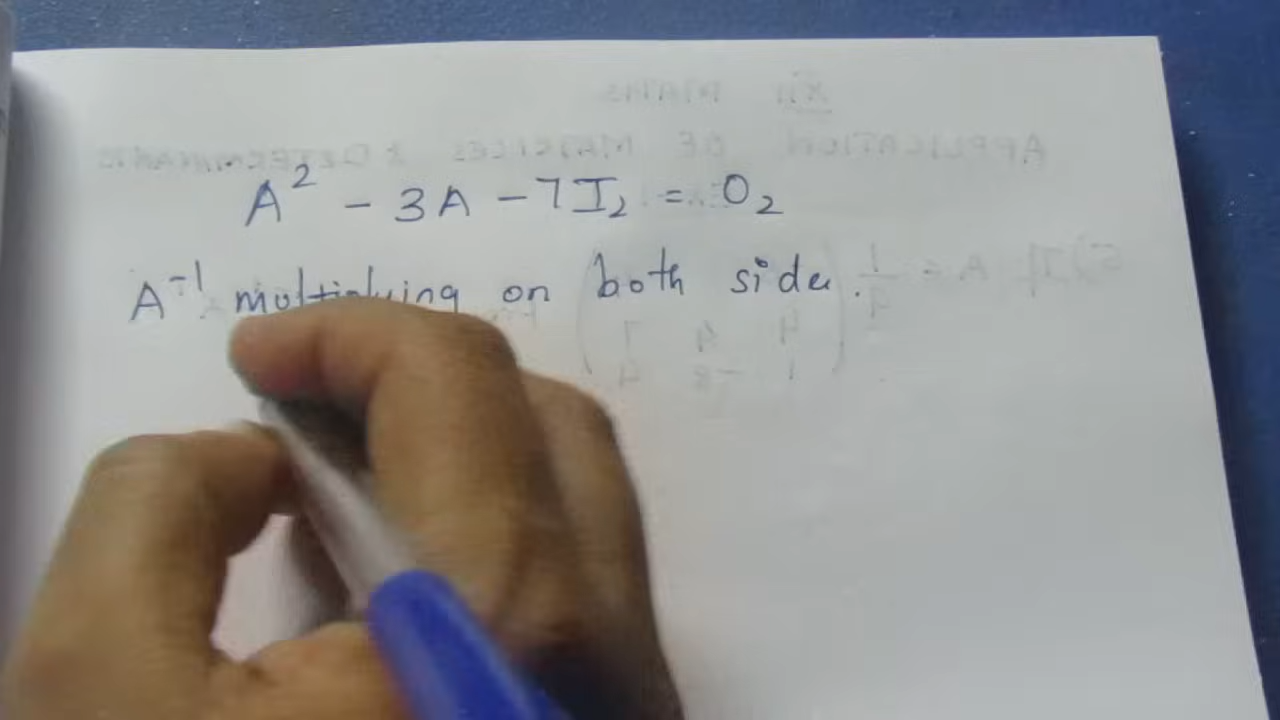 A² - 3A - 7I₂ = O₂
A⁻¹ multiplying on both side.